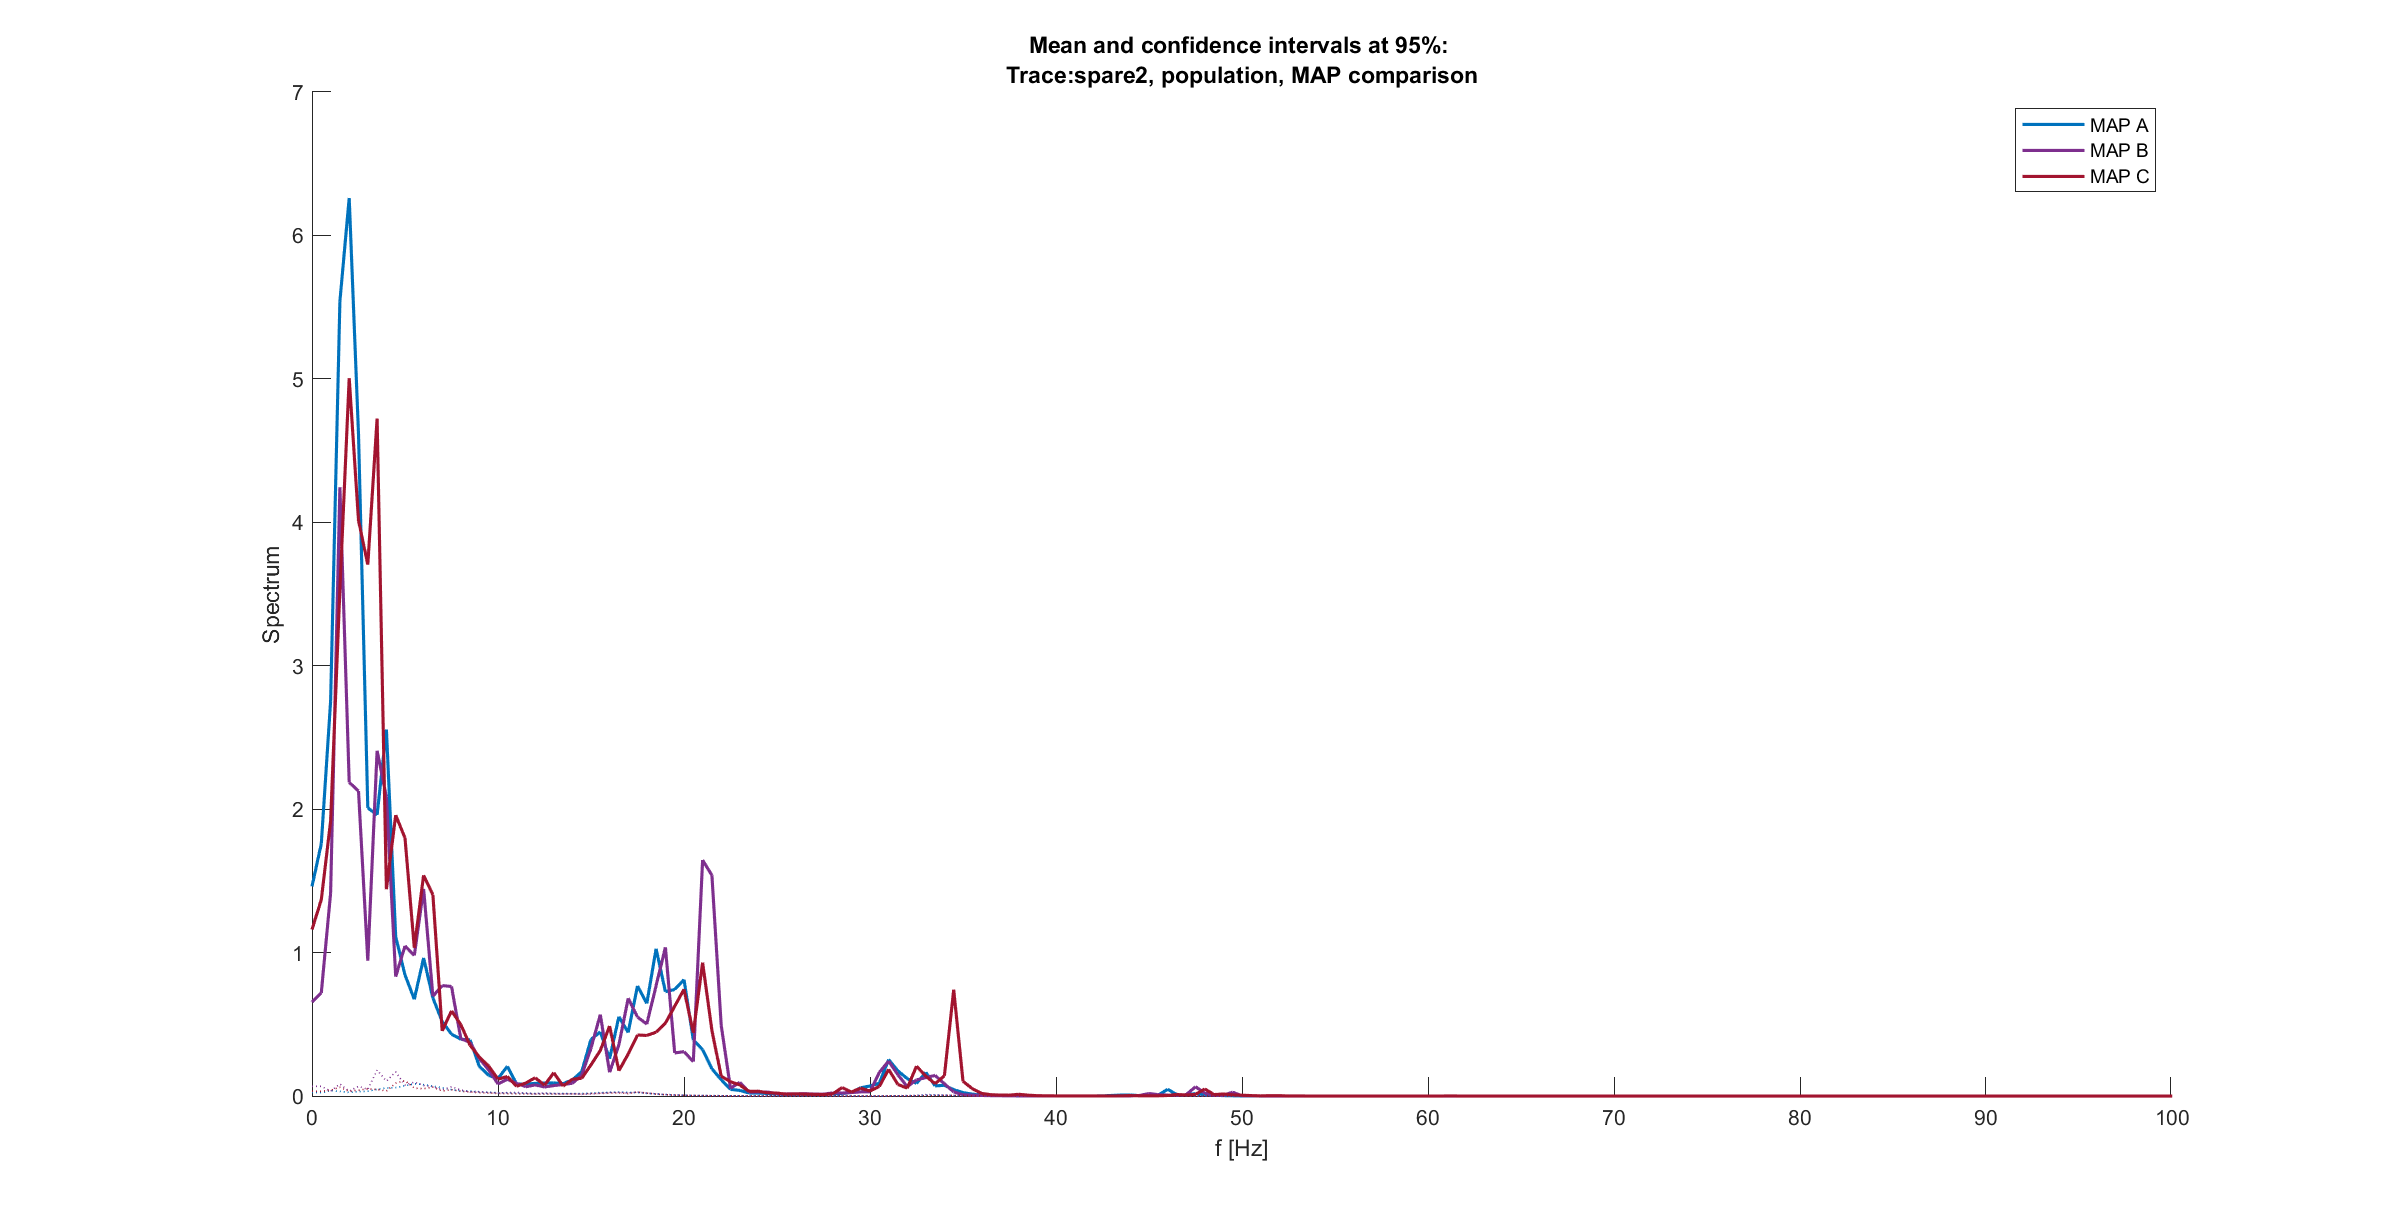 Mean and confidence intervals at 95%:
Trace:spare2, population, MAP comparison
MAP A
MAP B
MAP C
7
6
5
4
3
2
1
0
Spectrum
0 10 20 30 40 50 60 70 80 90 100
f [Hz]